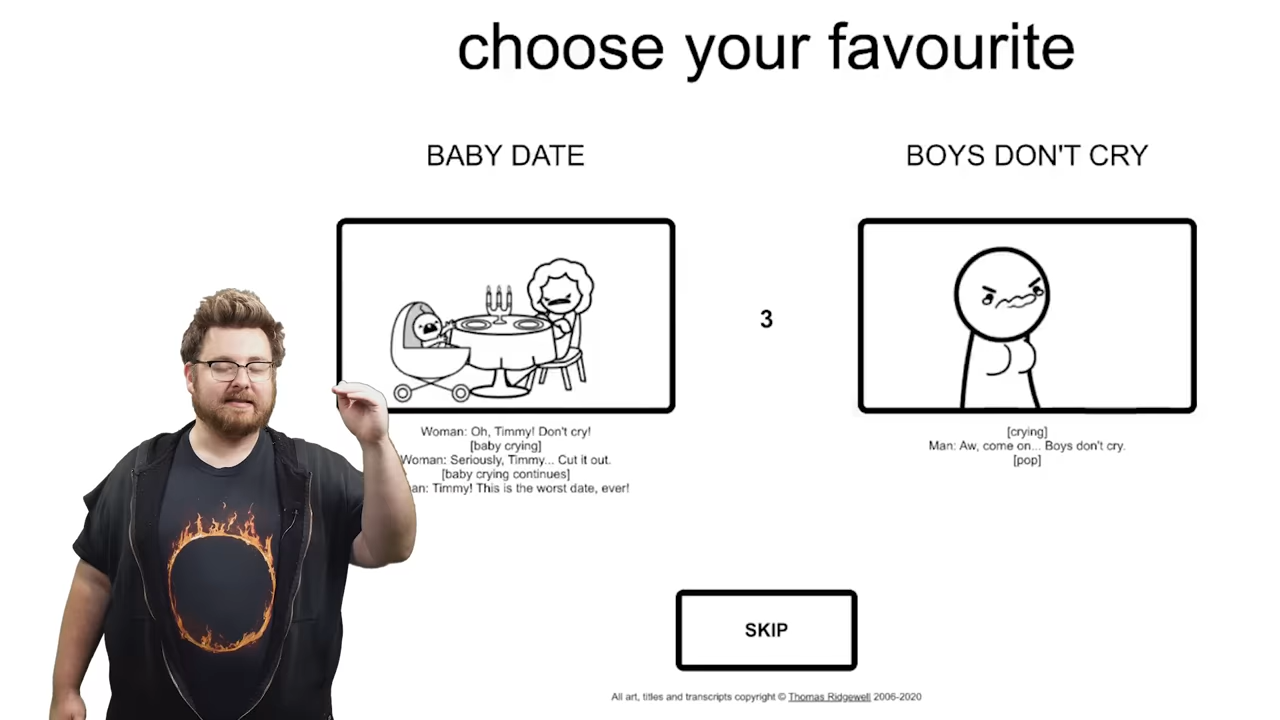 choose your favourite
BABY DATE
BOYS DON'T CRY
3
Woman: Oh, Timmy! Don't cry!
[baby crying]
Woman: Seriously, Timmy... Cut it out.
[baby crying continues]
an: Timmy! This is the worst date, ever!
[crying]
Man: Aw, come on... Boys don't cry.
[pop]
SKIP
All art, titles and transcripts copyright © Thomas Ridgewell 2006-2020